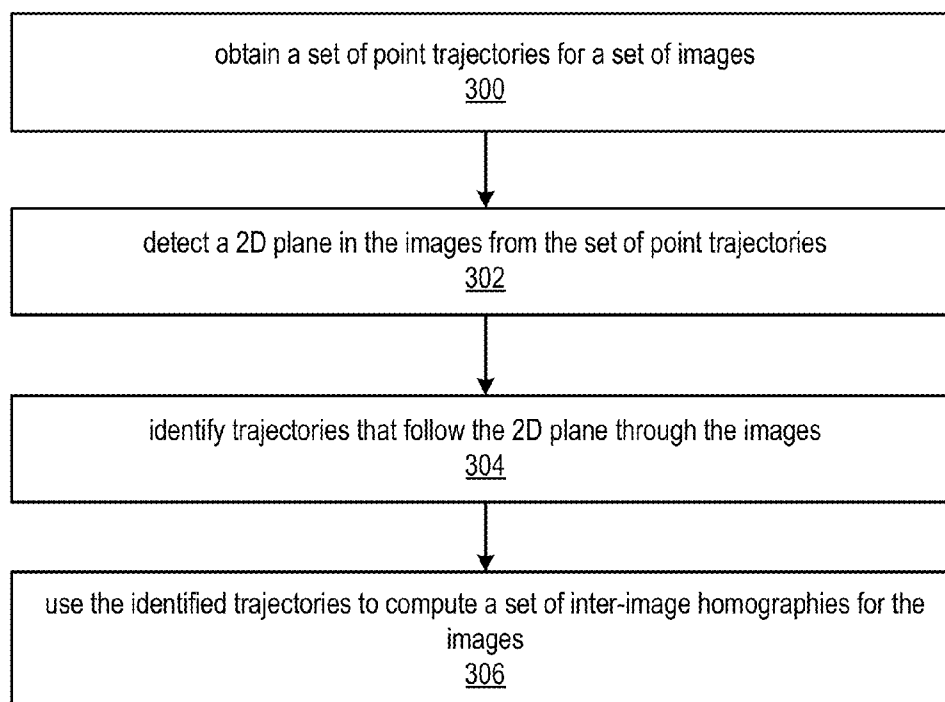 obtain a set of point trajectories for a set of images
300
detect a 2D plane in the images from the set of point trajectories
302
identify trajectories that follow the 2D plane through the images
304
use the identified trajectories to compute a set of inter-image homographies for the
images
306